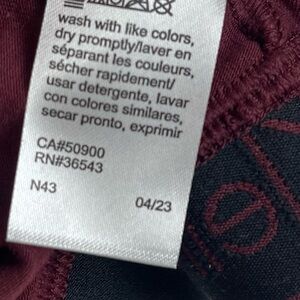 wash with like colors,
dry promptly/laver en
séparant les couleurs,
sécher rapidement/
usar detergente, lavar
con colores similares,
secar pronto, exprimir
CA#50900
RN#36543
N43
04/23